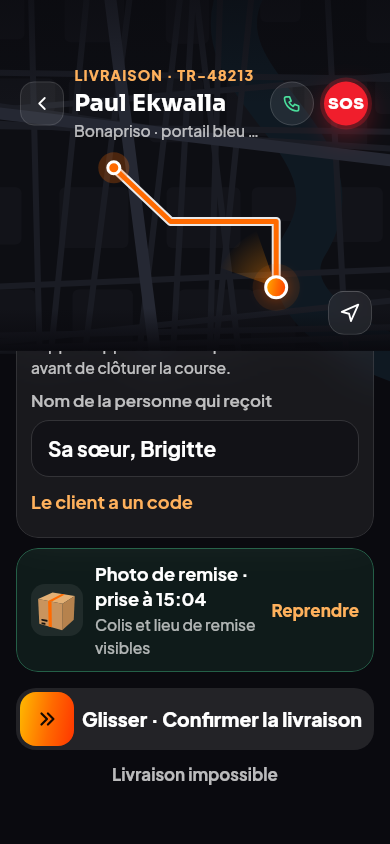 LIVRAISON · TR-48213
Paul Ekwalla
SOS
Bonapriso · portail bleu ...
avant de clôturer la course.
Nom de la personne qui reçoit
Sa sœur, Brigitte
Le client a un code
Photo de remise ·
prise à 15:04
Colis et lieu de remise
visibles
Reprendre
Glisser · Confirmer la livraison
Livraison impossible